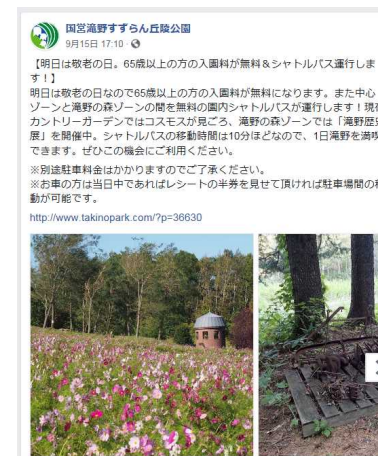 国営滝野すずらん丘陵公園
9月15日 17:10 ·
【明日は敬老の日。65歳以上の方の入園料が無料&シャトルバス運行しま
す！】
明日は敬老の日なので65歳以上の方の入園料が無料になります。また中心
ゾーンと滝野の森ゾーンの間を無料の園内シャトルバスが運行します！現在
カントリーガーデンではコスモスが見ごろ、滝野の森ゾーンでは「滝野歴史
展」を開催中。シャトルバスの移動時間は10分ほどなので、1日滝野を満喫
できます。ぜひこの機会にご利用ください。
※別途駐車料金はかかりますのでご了承ください。
※お車の方は当日中であればレシートの半券を見せて頂ければ駐車場間の移
動が可能です。
http://www.takinopark.com/?p=36630